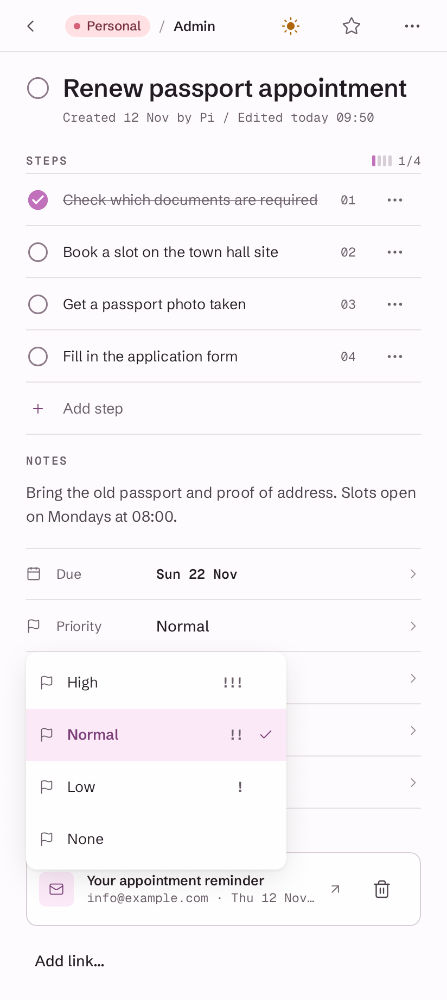 Personal / Admin
Renew passport appointment
Created 12 Nov by Pi / Edited today 09:50
STEPS 1/4
Check which documents are required 01
Book a slot on the town hall site 02
Get a passport photo taken 03
Fill in the application form 04
+ Add step
NOTES
Bring the old passport and proof of address. Slots open
on Mondays at 08:00.
Due Sun 22 Nov
Priority Normal
High !!!
Normal !!
Low !
None
Your appointment reminder
info@example.com · Thu 12 Nov…
Add link…